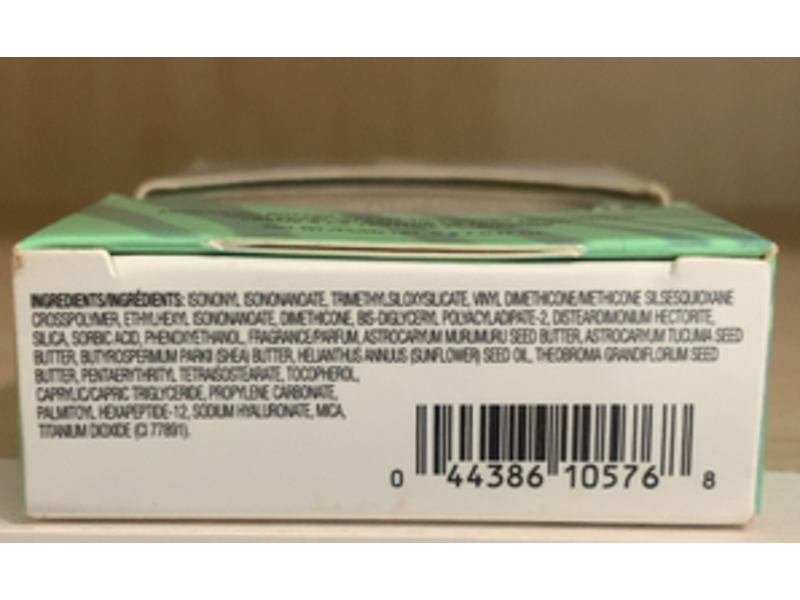 INGREDIENTS/INGRÉDIENTS: ISONONYL ISONONANOATE, TRIMETHYLSILOXYSILICATE, VINYL DIMETHICONE/METHICONE SILSESQUIOXANE
CROSSPOLYMER, ETHYLHEXYL ISONONANOATE, DIMETHICONE, BIS-DIGLYCERYL POLYACYLADIPATE-2, DISTEARDIMONIUM HECTORITE,
SILICA, SORBIC ACID, PHENOXYETHANOL, FRAGRANCE/PARFUM, ASTROCARYUM MURUMURU SEED BUTTER, ASTROCARYUM TUCUMA SEED
BUTTER, BUTYROSPERMUM PARKII (SHEA) BUTTER, HELIANTHUS ANNUUS (SUNFLOWER) SEED OIL, THEOBROMA GRANDIFLORUM SEED
BUTTER, PENTAERYTHRITYL TETRAISOSTEARATE, TOCOPHEROL,
CAPRYLIC/CAPRIC TRIGLYCERIDE, PROPYLENE CARBONATE,
PALMITOYL HEXAPEPTIDE-12, SODIUM HYALURONATE, MICA,
TITANIUM DIOXIDE (CI 77891).
0 44386 10576 8